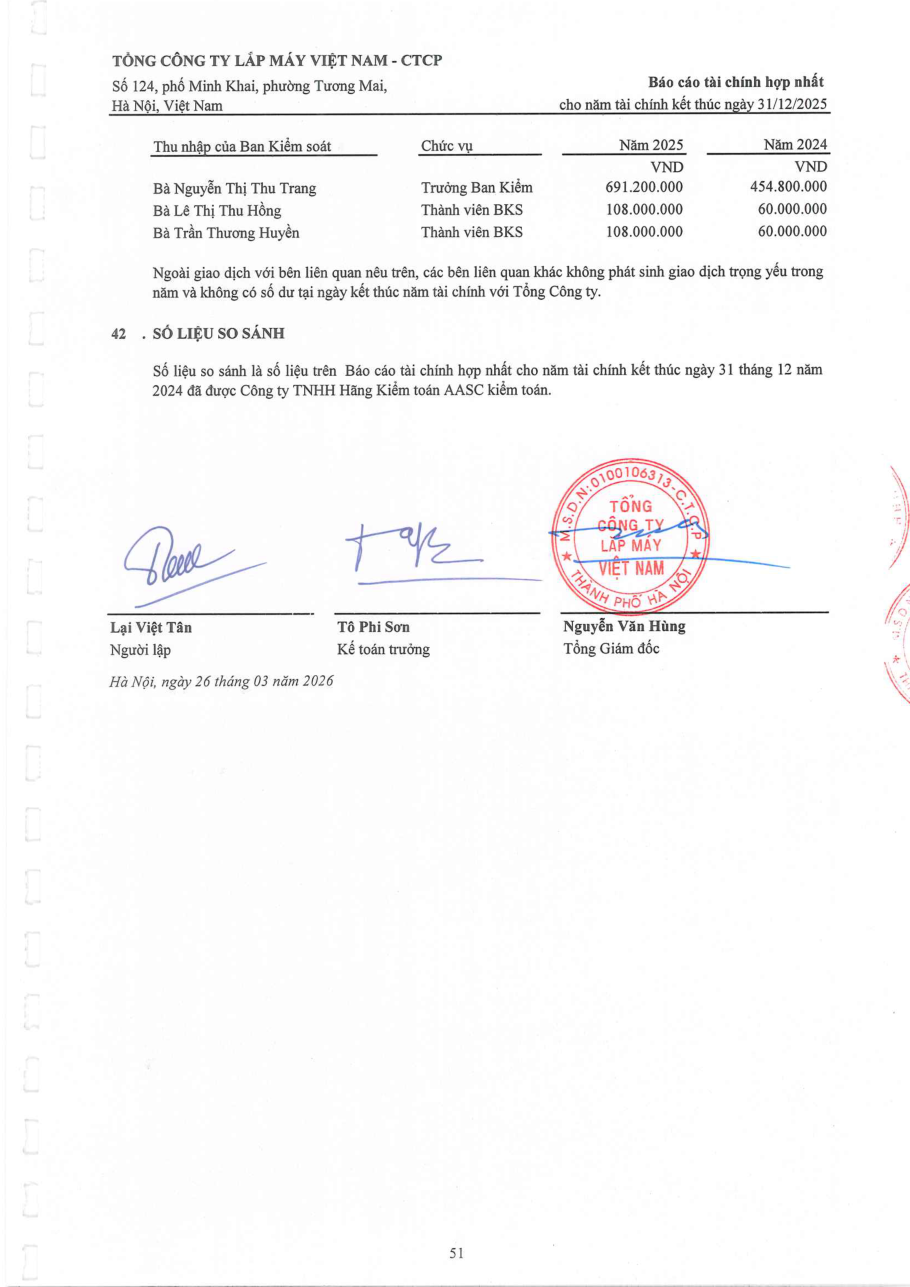 TỔNG CÔNG TY LẮP MÁY VIỆT NAM - CTCP
Số 124, phố Minh Khai, phường Tương Mai,
Hà Nội, Việt Nam
Báo cáo tài chính hợp nhất
cho năm tài chính kết thúc ngày 31/12/2025
Thu nhập của Ban Kiểm soát Chức vụ Năm 2025 Năm 2024
VND VND
Bà Nguyễn Thị Thu Trang Trưởng Ban Kiểm 691.200.000 454.800.000
Bà Lê Thị Thu Hồng Thành viên BKS 108.000.000 60.000.000
Bà Trần Thương Huyền Thành viên BKS 108.000.000 60.000.000
Ngoài giao dịch với bên liên quan nêu trên, các bên liên quan khác không phát sinh giao dịch trọng yếu trong
năm và không có số dư tại ngày kết thúc năm tài chính với Tổng Công ty.
42 . SỐ LIỆU SO SÁNH
Số liệu so sánh là số liệu trên Báo cáo tài chính hợp nhất cho năm tài chính kết thúc ngày 31 tháng 12 năm
2024 đã được Công ty TNHH Hãng Kiểm toán AASC kiểm toán.
M.S.D.N:0100106313-C.T.C.P
TỔNG
CÔNG TY
LẮP MÁY
VIỆT NAM
THÀNH PHỐ HÀ NỘI
Lại Việt Tân Tô Phi Sơn Nguyễn Văn Hùng
Người lập Kế toán trưởng Tổng Giám đốc
Hà Nội, ngày 26 tháng 03 năm 2026
51